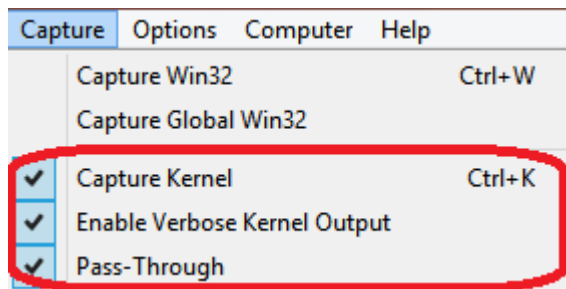 Capture Options Computer Help
Capture Win32 Ctrl+W
Capture Global Win32
Capture Kernel Ctrl+K
Enable Verbose Kernel Output
Pass-Through